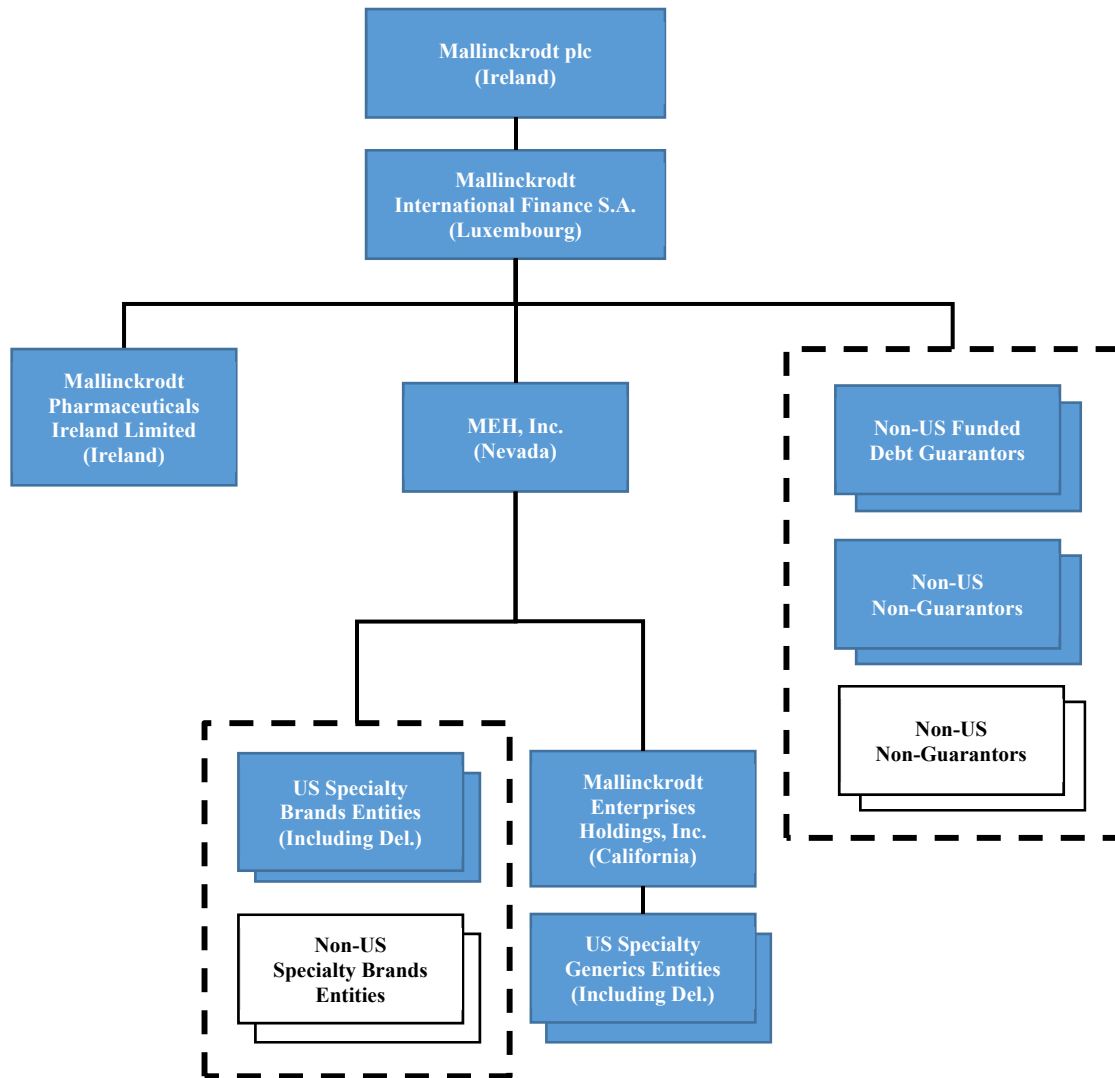 Mallinckrodt plc
(Ireland)
Mallinckrodt
International Finance S.A.
(Luxembourg)
Mallinckrodt
Pharmaceuticals
Ireland Limited
(Ireland)
MEH, Inc.
(Nevada)
Non-US Funded
Debt Guarantors
Non-US
Non-Guarantors
Non-US
Non-Guarantors
US Specialty
Brands Entities
(Including Del.)
Non-US
Specialty Brands
Entities
Mallinckrodt
Enterprises
Holdings, Inc.
(California)
US Specialty
Generics Entities
(Including Del.)